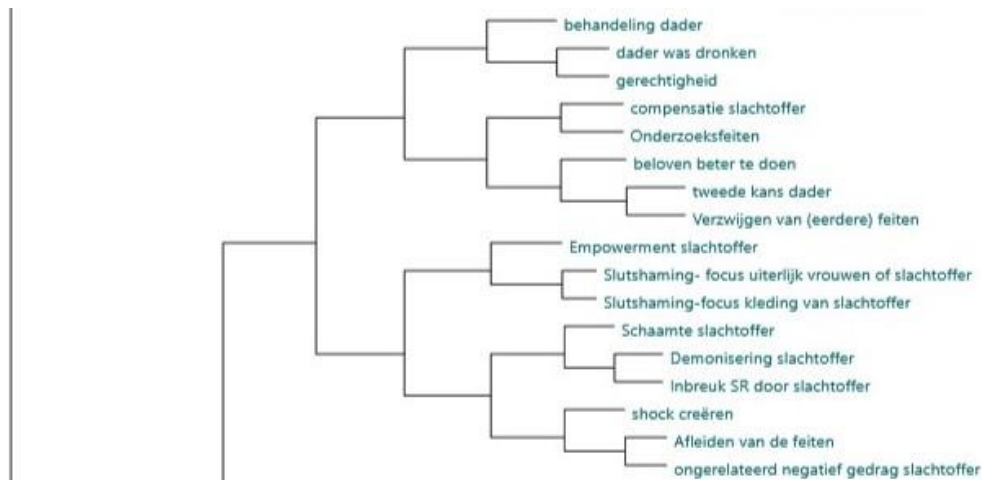 behandeling dader
dader was dronken
gerechtigheid
compensatie slachtoffer
Onderzoeksfeiten
beloven beter te doen
tweede kans dader
Verzwijgen van (eerdere) feiten
Empowerment slachtoffer
Slutshaming- focus uiterlijk vrouwen of slachtoffer
Slutshaming-focus kleding van slachtoffer
Schaamte slachtoffer
Demonisering slachtoffer
Inbreuk SR door slachtoffer
shock creëren
Afleiden van de feiten
ongerelateerd negatief gedrag slachtoffer